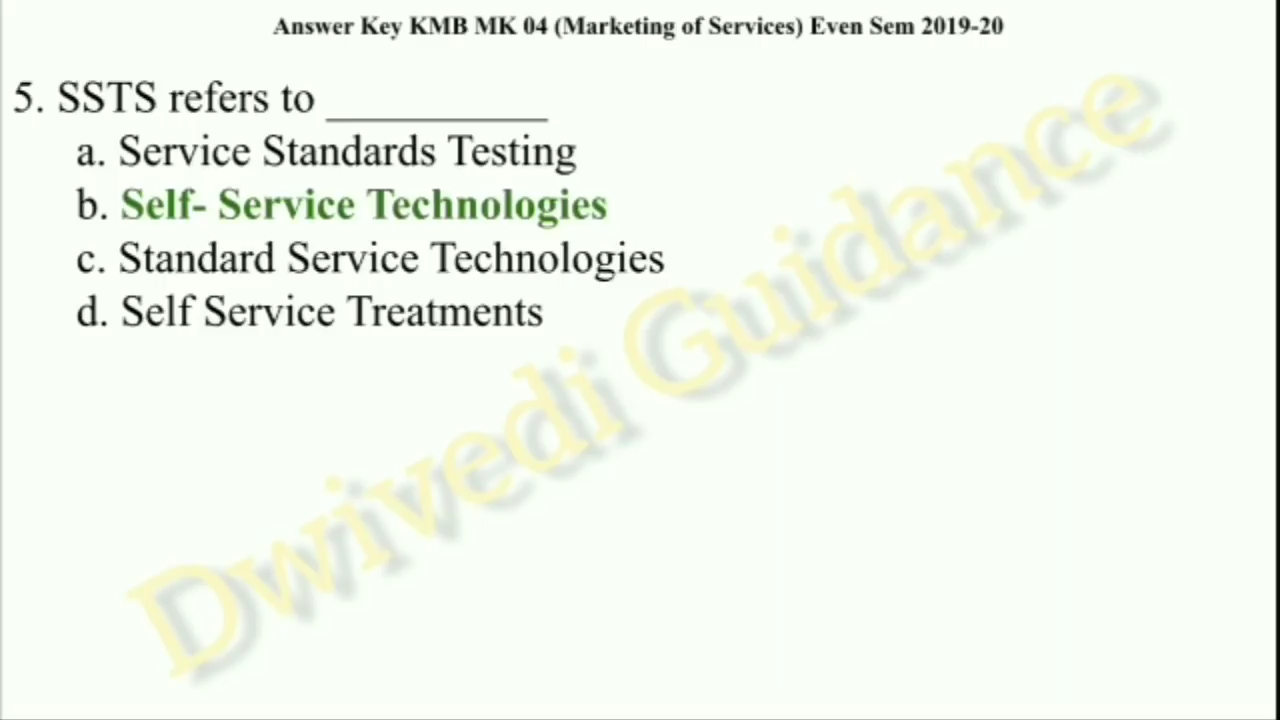 Answer Key KMB MK 04 (Marketing of Services) Even Sem 2019-20
5. SSTS refers to __________
a. Service Standards Testing
b. Self- Service Technologies
c. Standard Service Technologies
d. Self Service Treatments
Dwivedi Guidance